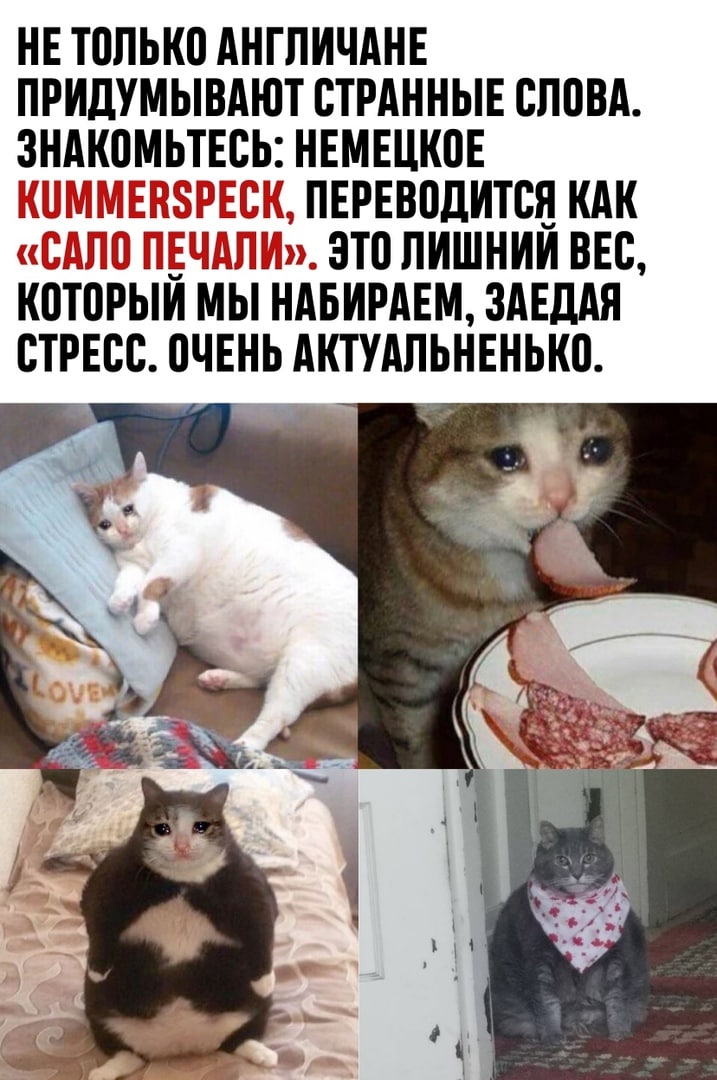 НЕ ТОЛЬКО АНГЛИЧАНЕ
ПРИДУМЫВАЮТ СТРАННЫЕ СЛОВА.
ЗНАКОМЬТЕСЬ: НЕМЕЦКОЕ
KUMMERSPECK, ПЕРЕВОДИТСЯ КАК
«САЛО ПЕЧАЛИ». ЭТО ЛИШНИЙ ВЕС,
КОТОРЫЙ МЫ НАБИРАЕМ, ЗАЕДАЯ
СТРЕСС. ОЧЕНЬ АКТУАЛЬНЕНЬКО.
I LOVE